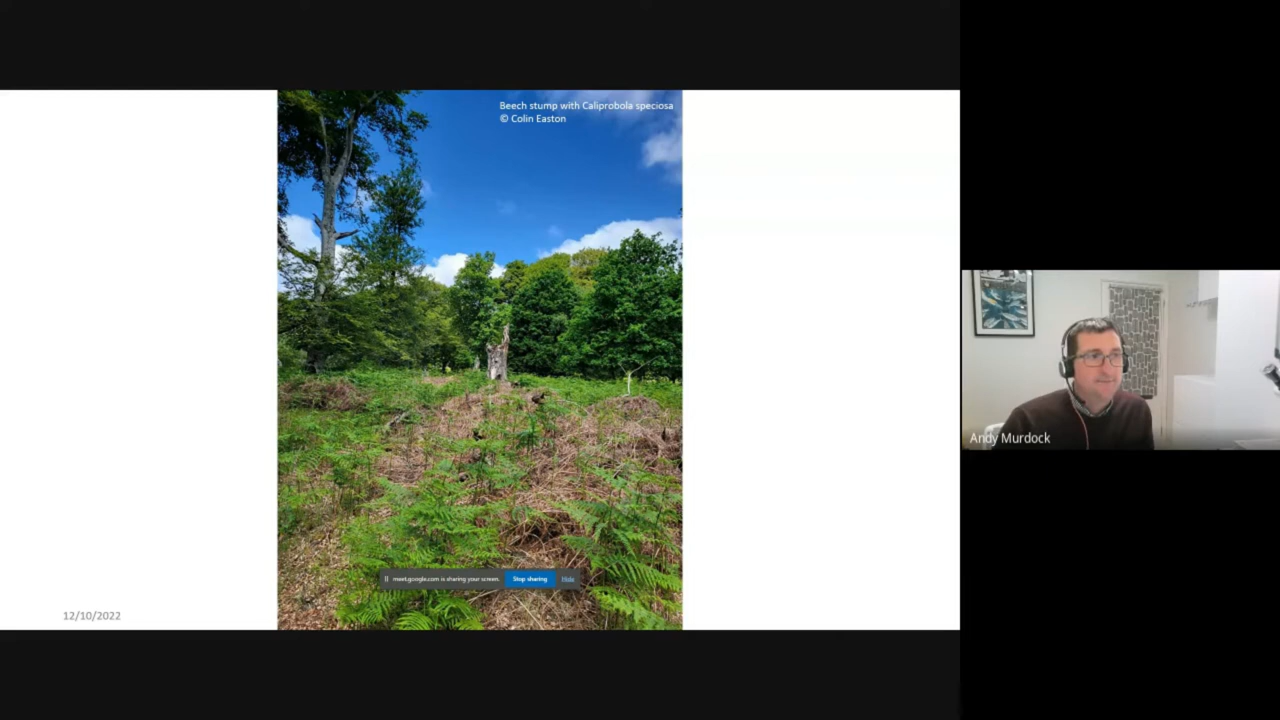 Beech stump with Caliprobola speciosa
© Colin Easton
meet.google.com is sharing your screen. Stop sharing Hide
12/10/2022
Andy Murdock